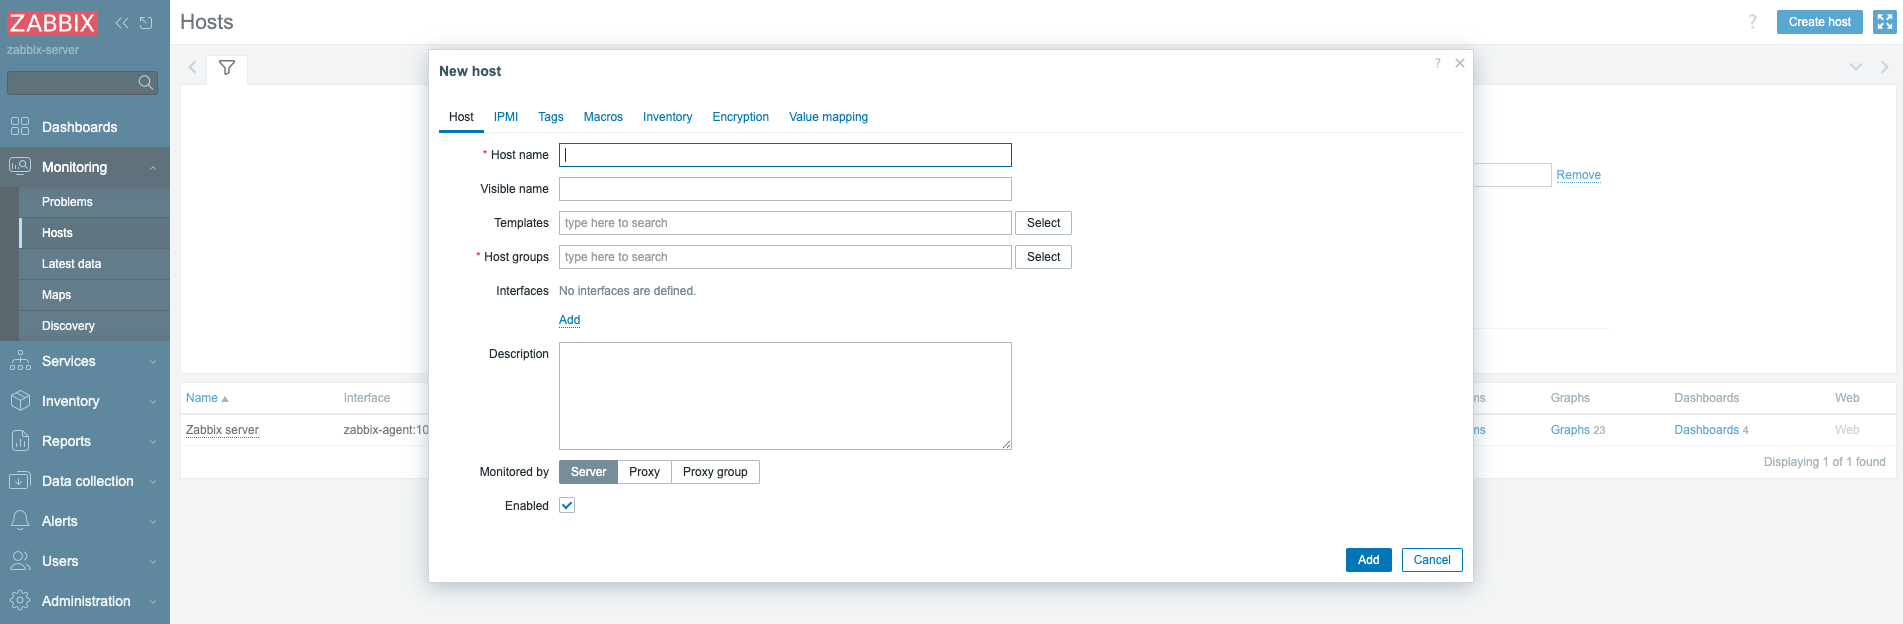 ZABBIX
zabbix-server
Dashboards
Monitoring
Problems
Hosts
Latest data
Maps
Discovery
Services
Inventory
Reports
Data collection
Alerts
Users
Administration
Hosts
? Create host
New host
?
Host IPMI Tags Macros Inventory Encryption Value mapping
* Host name
Visible name
Templates type here to search Select
* Host groups type here to search Select
Interfaces No interfaces are defined.
Add
Description
Monitored by Server Proxy Proxy group
Enabled
Add Cancel
Remove
Name Interface ns Graphs Dashboards Web
Zabbix server zabbix-agent:10 ns Graphs 23 Dashboards 4 Web
Displaying 1 of 1 found